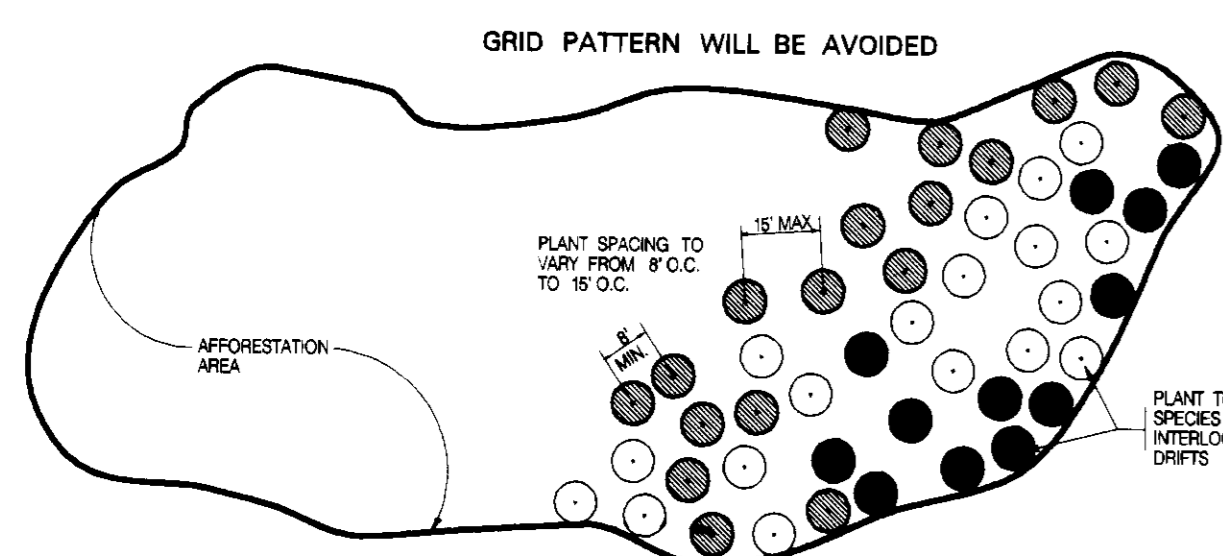 GRID PATTERN WILL BE AVOIDED
15' MAX
PLANT SPACING TO
VARY FROM 8' O.C.
TO 15' O.C.
8'
MIN.
AFFORESTATION
AREA
PLANT
SPECIES
DRIFTS